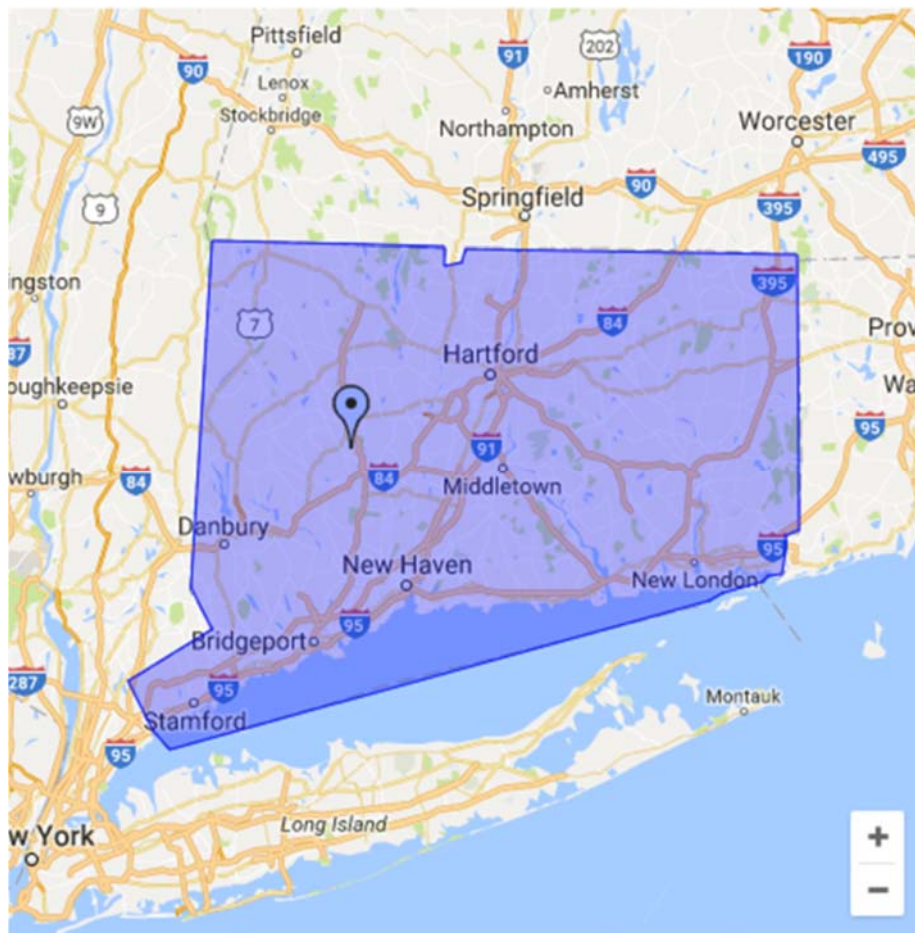 Pittsfield
202
91
190
90
Lenox
Amherst
9W
Stockbridge
Northampton
Worcester
495
90
Springfield
9
395
ingston
395
7
84
Prov
87
Hartford
oughkeepsie
Wa
95
91
wburgh
84
84
Middletown
Danbury
95
New Haven
New London
95
Bridgeport
287
95
Montauk
Stamford
95
Long Island
w York
+
−